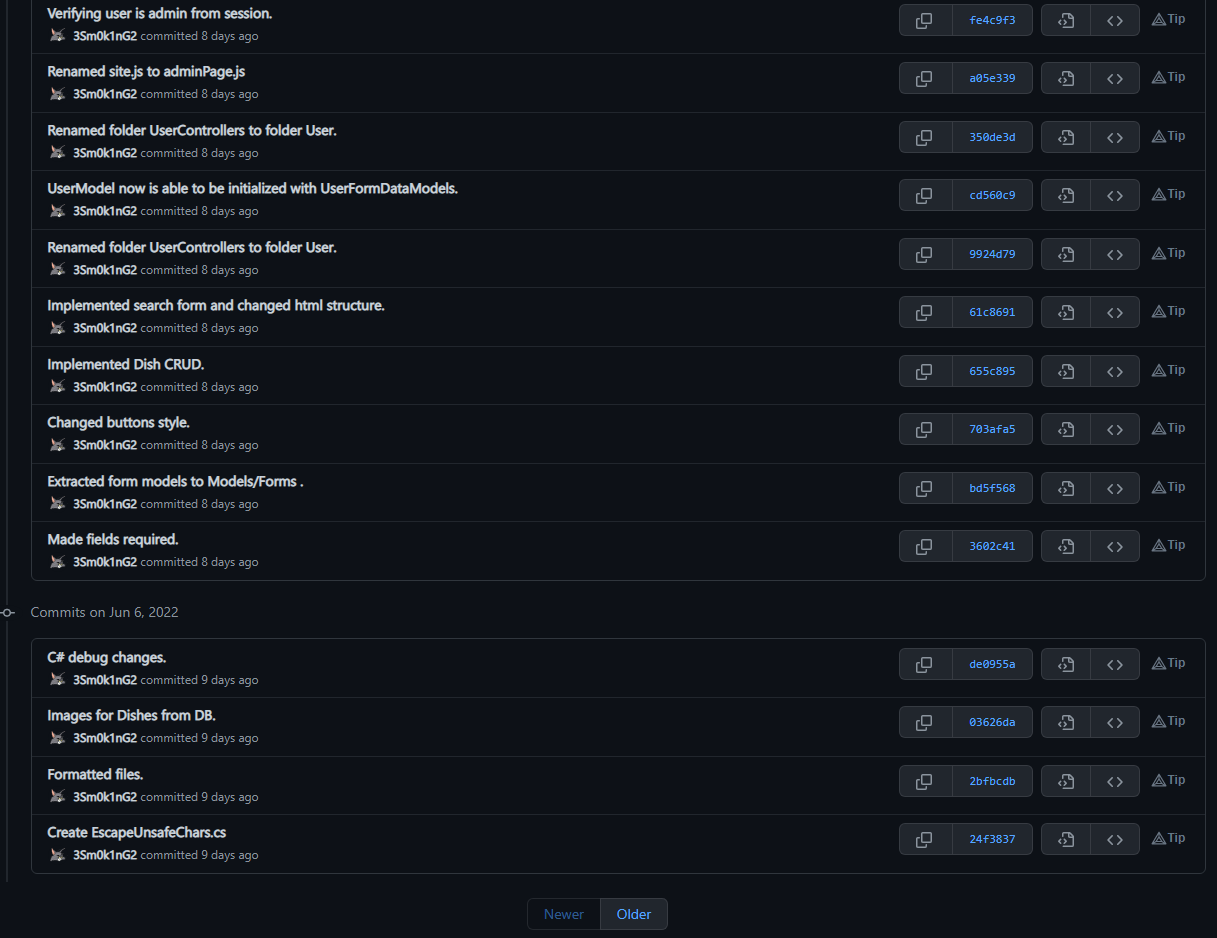 Verifying user is admin from session.
fe4c9f3
Tip
3Sm0k1nG2 committed 8 days ago
Renamed site.js to adminPage.js
a05e339
Tip
3Sm0k1nG2 committed 8 days ago
Renamed folder UserControllers to folder User.
350de3d
Tip
3Sm0k1nG2 committed 8 days ago
UserModel now is able to be initialized with UserFormDataModels.
cd560c9
Tip
3Sm0k1nG2 committed 8 days ago
Renamed folder UserControllers to folder User.
9924d79
Tip
3Sm0k1nG2 committed 8 days ago
Implemented search form and changed html structure.
61c8691
Tip
3Sm0k1nG2 committed 8 days ago
Implemented Dish CRUD.
655c895
Tip
3Sm0k1nG2 committed 8 days ago
Changed buttons style.
703afa5
Tip
3Sm0k1nG2 committed 8 days ago
Extracted form models to Models/Forms .
bd5f568
Tip
3Sm0k1nG2 committed 8 days ago
Made fields required.
3602c41
Tip
3Sm0k1nG2 committed 8 days ago
Commits on Jun 6, 2022
C# debug changes.
de0955a
Tip
3Sm0k1nG2 committed 9 days ago
Images for Dishes from DB.
03626da
Tip
3Sm0k1nG2 committed 9 days ago
Formatted files.
2bfbcdb
Tip
3Sm0k1nG2 committed 9 days ago
Create EscapeUnsafeChars.cs
24f3837
Tip
3Sm0k1nG2 committed 9 days ago
Newer
Older